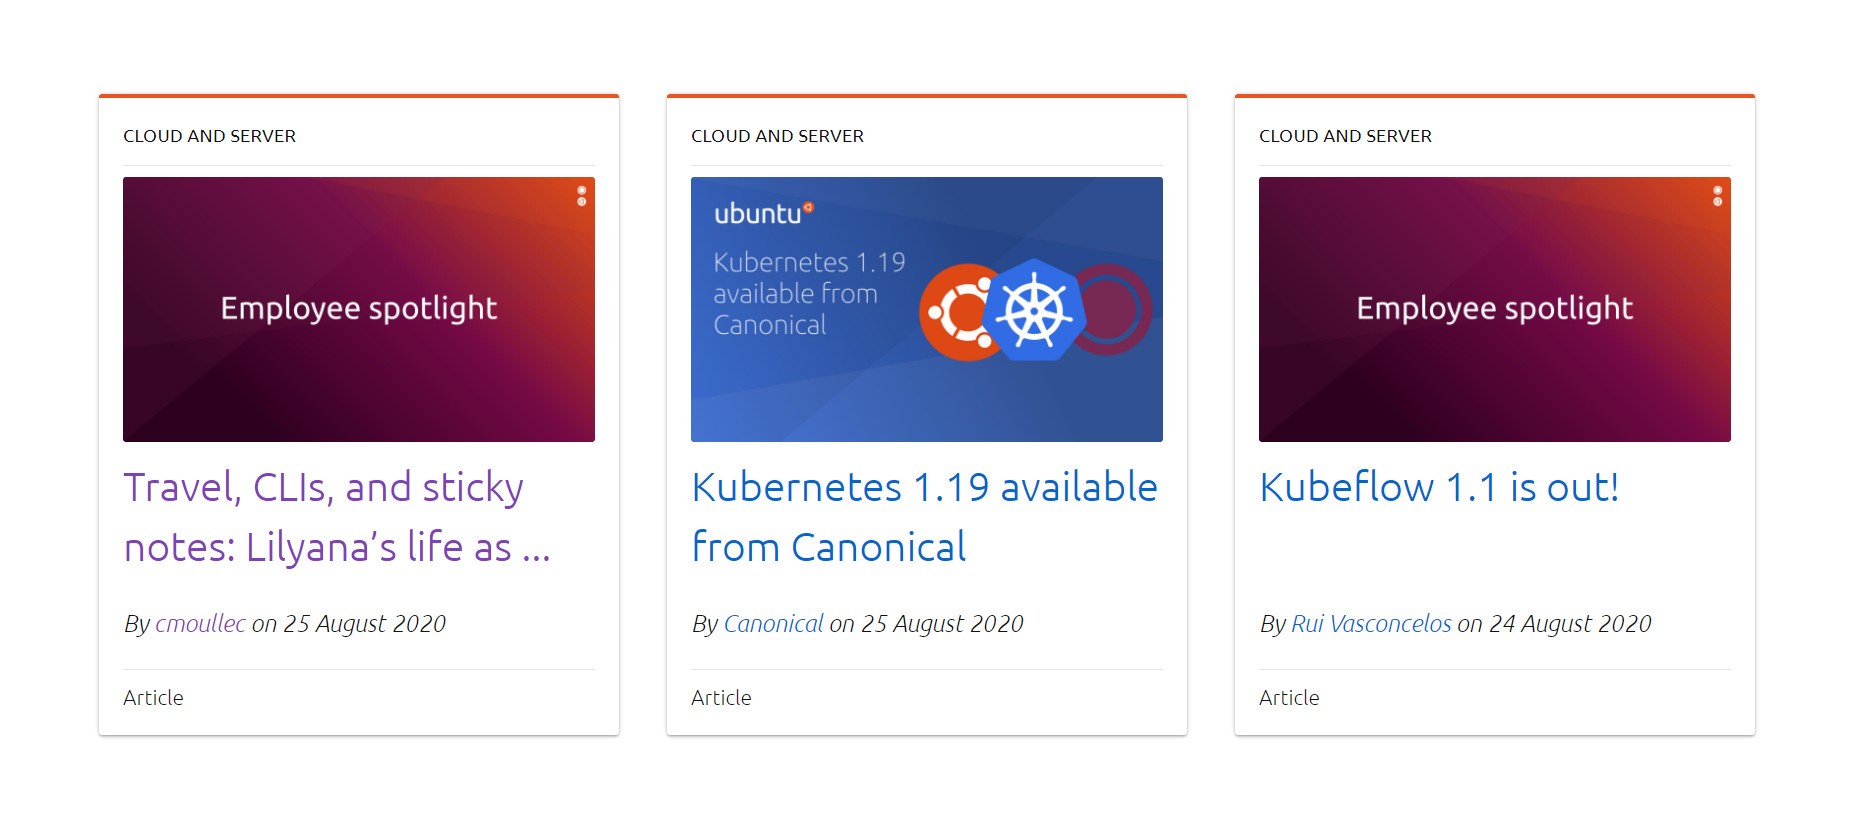 CLOUD AND SERVER
Employee spotlight
Travel, CLIs, and sticky
notes: Lilyana’s life as ...
By cmoullec on 25 August 2020
Article
CLOUD AND SERVER
ubuntu
Kubernetes 1.19
available from
Canonical
Kubernetes 1.19 available
from Canonical
By Canonical on 25 August 2020
Article
CLOUD AND SERVER
Employee spotlight
Kubeflow 1.1 is out!
By Rui Vasconcelos on 24 August 2020
Article